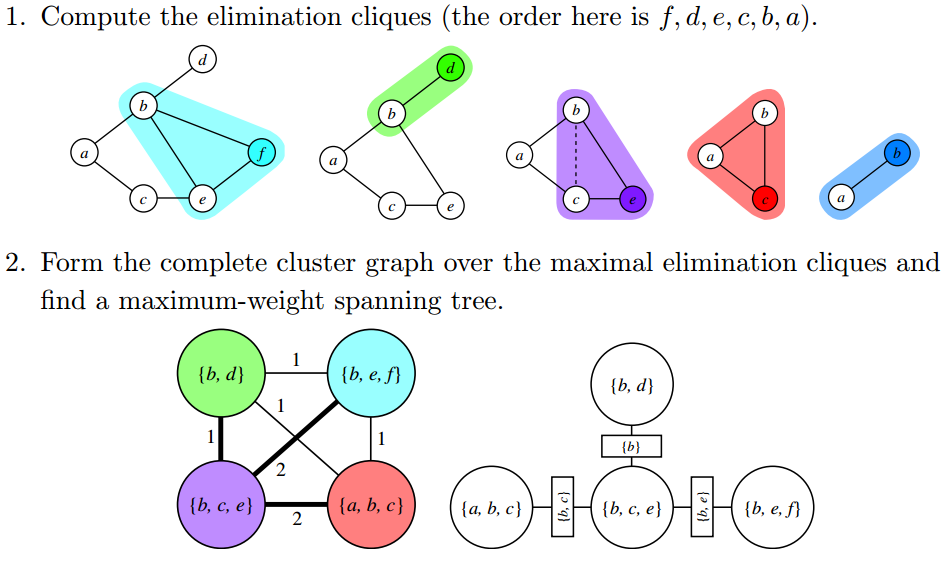 1. Compute the elimination cliques (the order here is f, d, e, c, b, a).
d
b
a
f
c
e
d
b
a
c
e
b
a
c
e
b
a
c
b
a
2. Form the complete cluster graph over the maximal elimination cliques and
find a maximum-weight spanning tree.
{b, d}
1
{b, e, f}
1
1
1
2
{b, c, e}
2
{a, b, c}
{b, d}
{b}
{a, b, c}
{b, c}
{b, c, e}
{b, e}
{b, e, f}